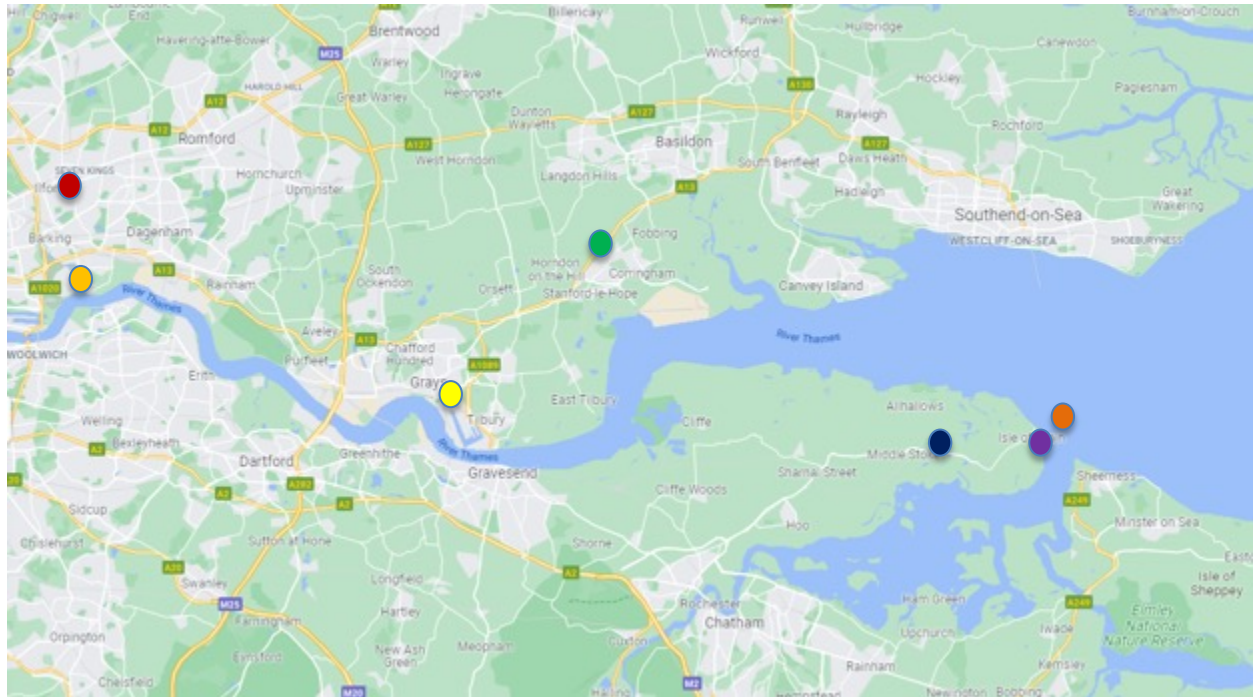 Chigwell
End
Havering-atte-Bower
Brentwood
Billericay
Runwell
Hullbridge
Burnham-on-Crouch
Canewdon
M25
Warley
Ingrave
Herongate
Wickford
HAROLD HILL
Great Warley
A130
Hockley
Paglesham
A12
Dunton
Wayletts
A127
Rayleigh
A12
Romford
A127
West Horndon
Basildon
A127
Rochford
SEVEN KINGS
Hornchurch
Upminster
Langdon Hills
South Benfleet
Daws Heath
A13
Hadleigh
Great
Wakering
Barking
Dagenham
Fobbing
Southend-on-Sea
WESTCLIFF-ON-SEA
SHOEBURYNESS
A13
Horndon
on the Hill
Corringham
South
Ockendon
A1020
Rainham
Orsett
Stanford-le-Hope
Canvey Island
River Thames
Aveley
A13
River Thames
WOOLWICH
Purfleet
Chafford
Hundred
A1089
Erith
Grays
East Tilbury
Allhallows
Welling
Tilbury
Cliffe
Bexleyheath
A2
River Thames
Isle of
Dartford
Greenhithe
Gravesend
Middle Stoke
Sharnal Street
Sheerness
A282
Cliffe Woods
A2
A2
A249
Sidcup
Hoo
Minster on Sea
Chislehurst
Sutton at Hone
Shorne
A20
Swanley
Longfield
A2
Isle of
Sheppey
M25
Hartley
Rochester
Ham Green
A249
Elmley
National
Nature Reserve
Farningham
Chatham
Orpington
New Ash
Green
Meopham
Cuxton
Upchurch
Iwade
Eynsford
Rainham
Kemsley
Chelsfield
M20
Halling
M2
Hempstead
Newington
Bobbing